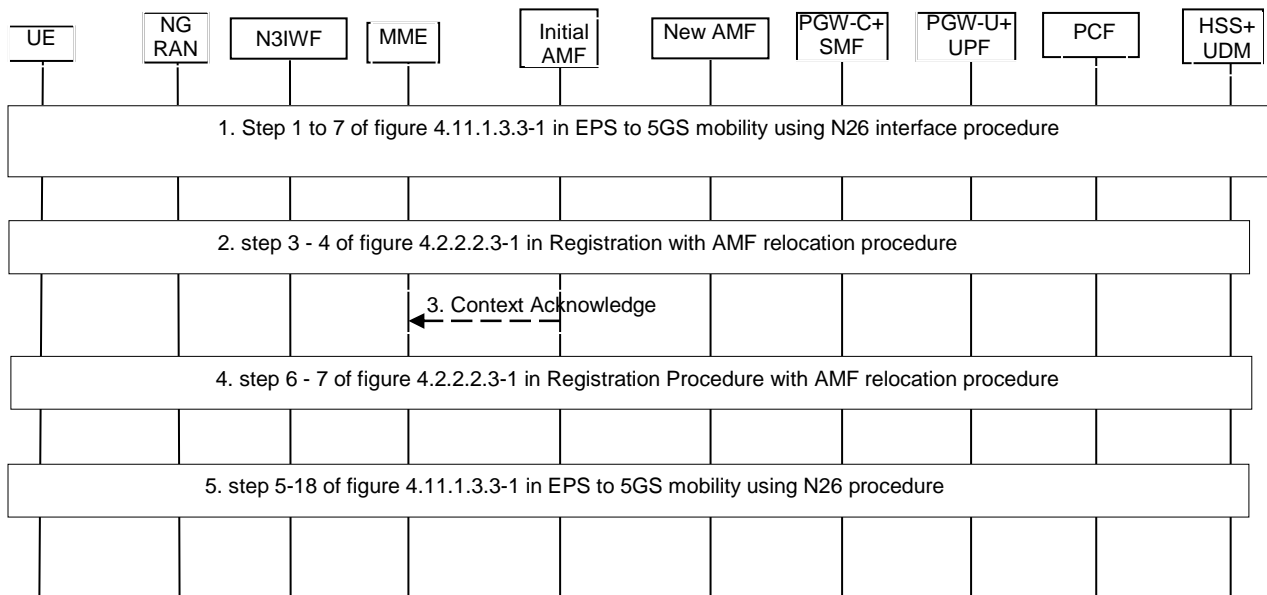 UE
NG
RAN
N3IWF
MME
Initial
AMF
New AMF
PGW-C+
SMF
PGW-U+
UPF
PCF
HSS+
UDM
1. Step 1 to 7 of figure 4.11.1.3.3-1 in EPS to 5GS mobility using N26 interface procedure
2. step 3 - 4 of figure 4.2.2.2.3-1 in Registration with AMF relocation procedure
3. Context Acknowledge
4. step 6 - 7 of figure 4.2.2.2.3-1 in Registration Procedure with AMF relocation procedure
5. step 5-18 of figure 4.11.1.3.3-1 in EPS to 5GS mobility using N26 procedure